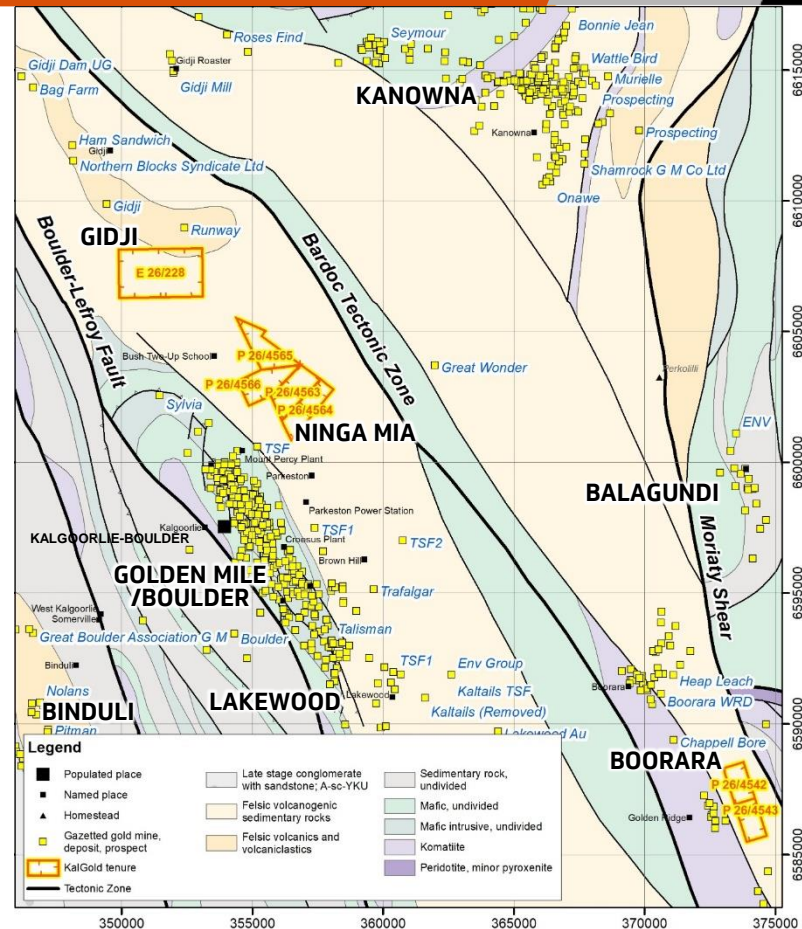 Roses Find
Seymour
Bonnie Jean
Gidji Dam UG
Gidji Roaster
Wattle Bird
Bag Farm
Gidji Mill
KANOWNA
Murielle
Prospecting
Ham Sandwich
Gidji
Kanowna
Prospecting
Northern Blocks Syndicate Ltd
Shamrock G M Co Ltd
Onawe
Gidji
Runway
GIDJI
E 26/228
Boulder-Lefroy Fault
Bardoc Tectonic Zone
Bush Two-Up School
P 26/4565
P 26/4566
P 26/4563
P 26/4564
Great Wonder
Perkolilli
Sylvia
NINGA MIA
TSF
ENV
Mount Percy Plant
Parkeston
BALAGUNDI
Parkeston Power Station
Moriaty Shear
KALGOORLIE-BOULDER
Kalgoorlie
TSF1
TSF2
Croesus Plant
Brown Hill
GOLDEN MILE
/BOULDER
Trafalgar
West Kalgoorlie
Somerville
Great Boulder Association G M
Boulder
Talisman
Binduli
TSF1
Env Group
Heap Leach
Nolans
LAKEWOOD
Lakewood
Kaltails TSF
Boorara
Boorara WRD
BINDULI
Kaltails (Removed)
Pitman
Lakewood Au
Chappell Bore
BOORARA
P 26/4542
P 26/4543
Golden Ridge
Legend
Populated place
Named place
Homestead
Gazetted gold mine,
deposit, prospect
KalGold tenure
Tectonic Zone
Late stage conglomerate
with sandstone; A-sc-YKU
Felsic volcanogenic
sedimentary rocks
Felsic volcanics and
volcaniclastics
Sedimentary rock,
undivided
Mafic, undivided
Mafic intrusive, undivided
Komatiite
Peridotite, minor pyroxenite
6615000
6610000
6605000
6600000
6595000
6590000
6585000
350000
355000
360000
365000
370000
375000